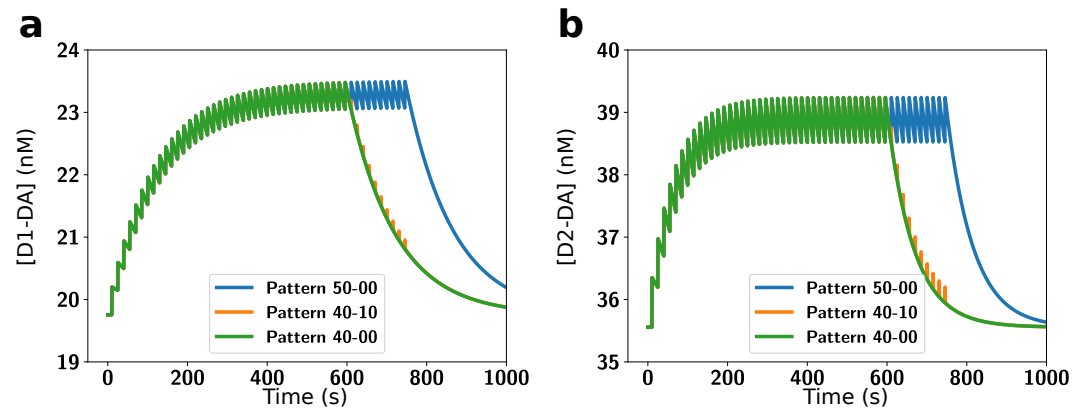 a
24
23
22
21
20
19
[D1-DA] (nM)
Pattern 50-00
Pattern 40-10
Pattern 40-00
0 200 400 600 800 1000
Time (s)
b
40
39
38
37
36
35
[D2-DA] (nM)
Pattern 50-00
Pattern 40-10
Pattern 40-00
0 200 400 600 800 1000
Time (s)